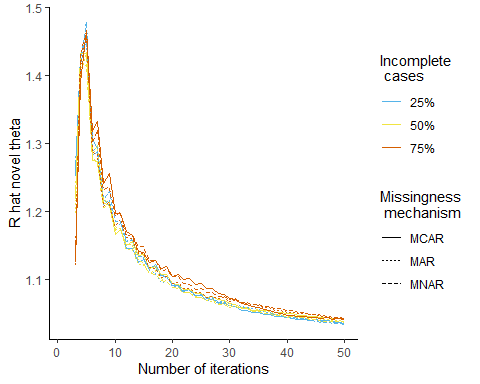 1.5
1.4
1.3
1.2
1.1
R hat novel theta
0 10 20 30 40 50
Number of iterations
Incomplete
cases
25%
50%
75%
Missingness
mechanism
MCAR
MAR
MNAR